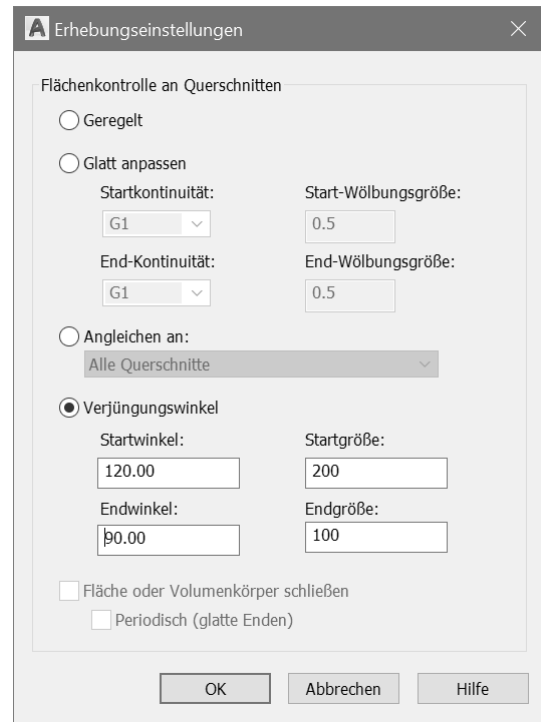 A Erhebungseinstellungen
Flächenkontrolle an Querschnitten
Geregelt
Glatt anpassen
Startkontinuität: Start-Wölbungsgröße:
G1 0.5
End-Kontinuität: End-Wölbungsgröße:
G1 0.5
Angleichen an:
Alle Querschnitte
Verjüngungswinkel
Startwinkel: Startgröße:
120.00 200
Endwinkel: Endgröße:
90.00 100
Fläche oder Volumenkörper schließen
Periodisch (glatte Enden)
OK Abbrechen Hilfe